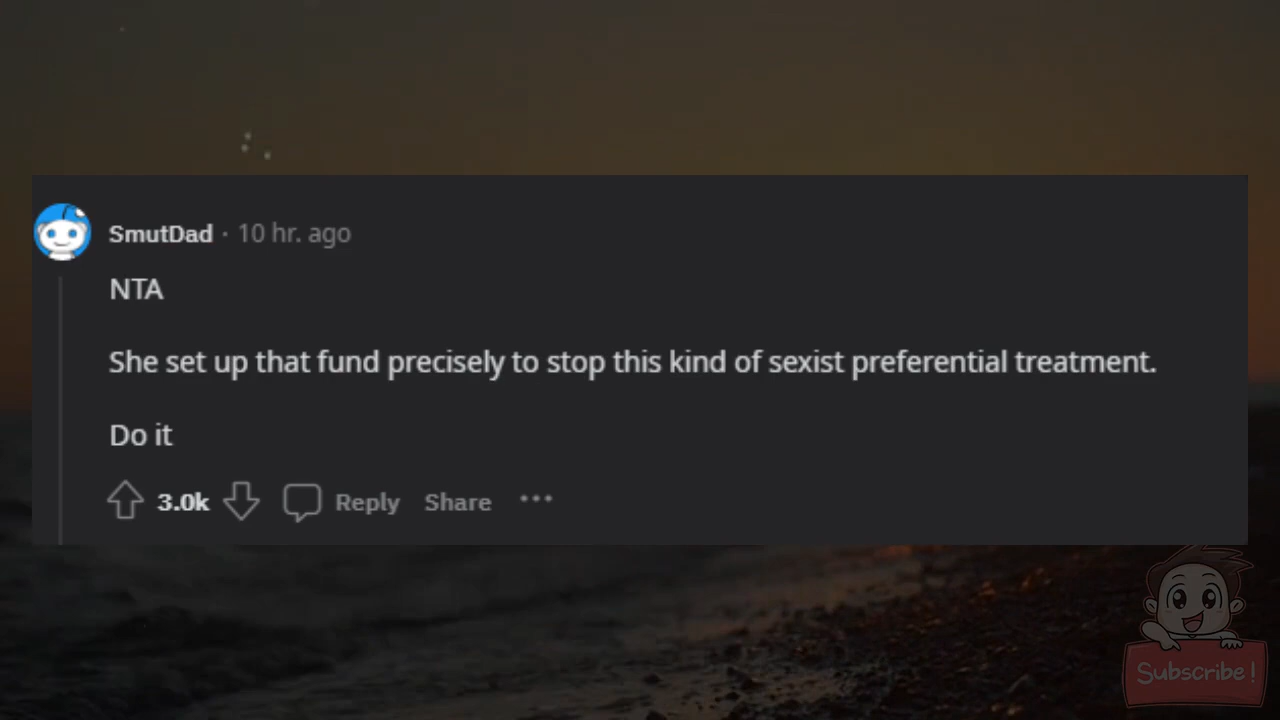 SmutDad · 10 hr. ago
NTA
She set up that fund precisely to stop this kind of sexist preferential treatment.
Do it
3.0k Reply Share ···
Subscribe!